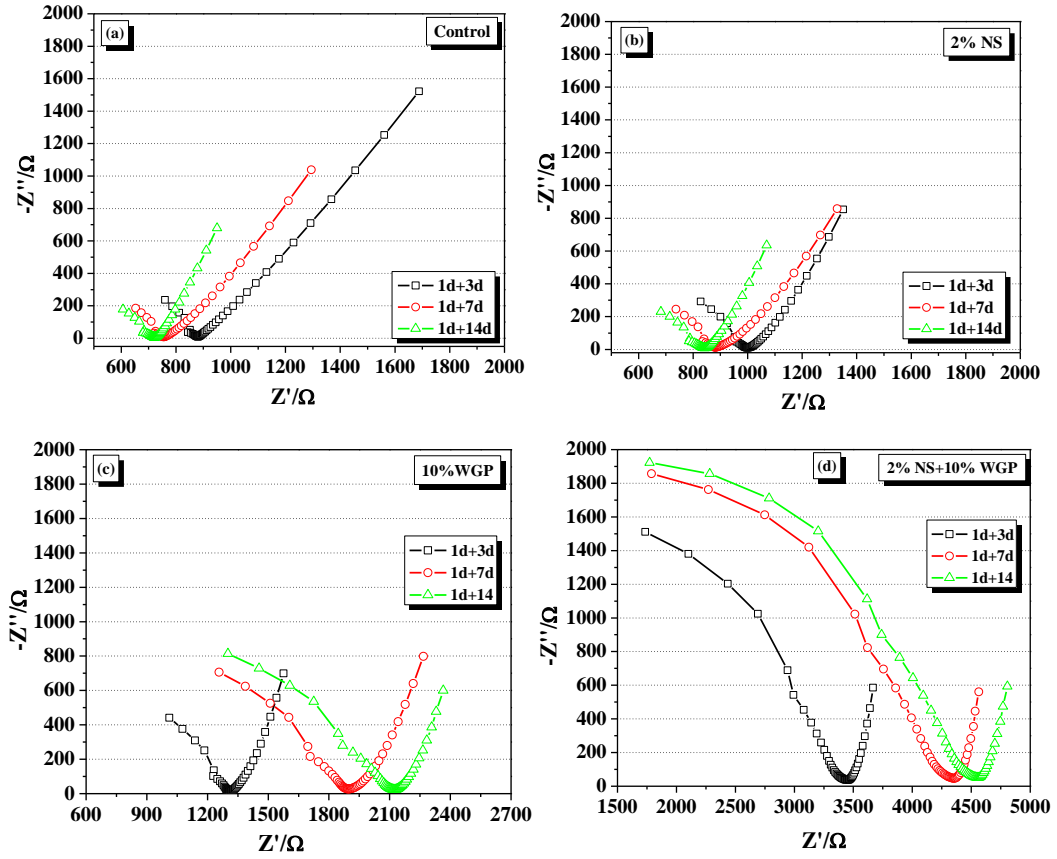 (a)
Control
2000
1800
1600
1400
1200
1000
800
600
400
200
0
-Z''/Ω
1d+3d
1d+7d
1d+14d
600 800 1000 1200 1400 1600 1800 2000
Z'/Ω
(b)
2% NS
2000
1800
1600
1400
1200
1000
800
600
400
200
0
-Z''/Ω
1d+3d
1d+7d
1d+14d
600 800 1000 1200 1400 1600 1800 2000
Z'/Ω
(c)
10%WGP
2000
1800
1600
1400
1200
1000
800
600
400
200
0
-Z''/Ω
1d+3d
1d+7d
1d+14
600 900 1200 1500 1800 2100 2400 2700
Z'/Ω
(d)
2% NS+10% WGP
2000
1800
1600
1400
1200
1000
800
600
400
200
0
-Z''/Ω
1d+3d
1d+7d
1d+14
1500 2000 2500 3000 3500 4000 4500 5000
Z'/Ω